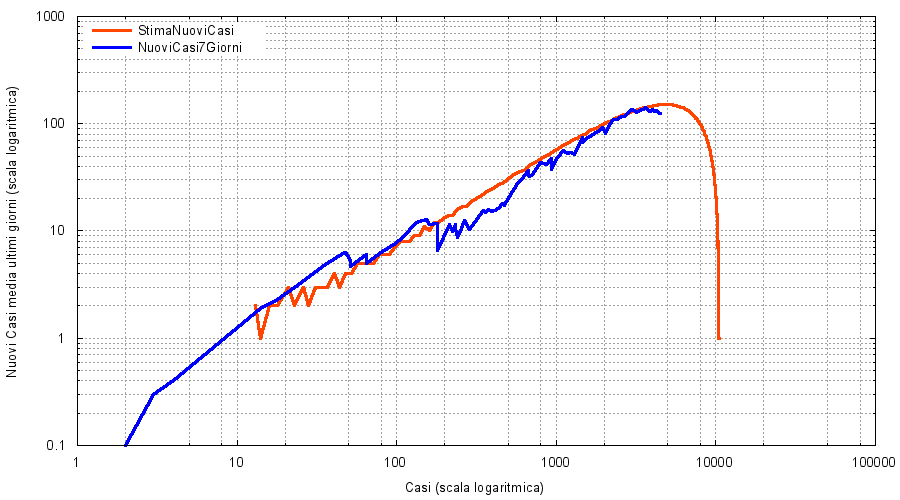 1000
100
10
1
0.1
StimaNuoviCasi
NuoviCasi7Giorni
Nuovi Casi media ultimi giorni (scala logaritmica)
1 10 100 1000 10000 100000
Casi (scala logaritmica)